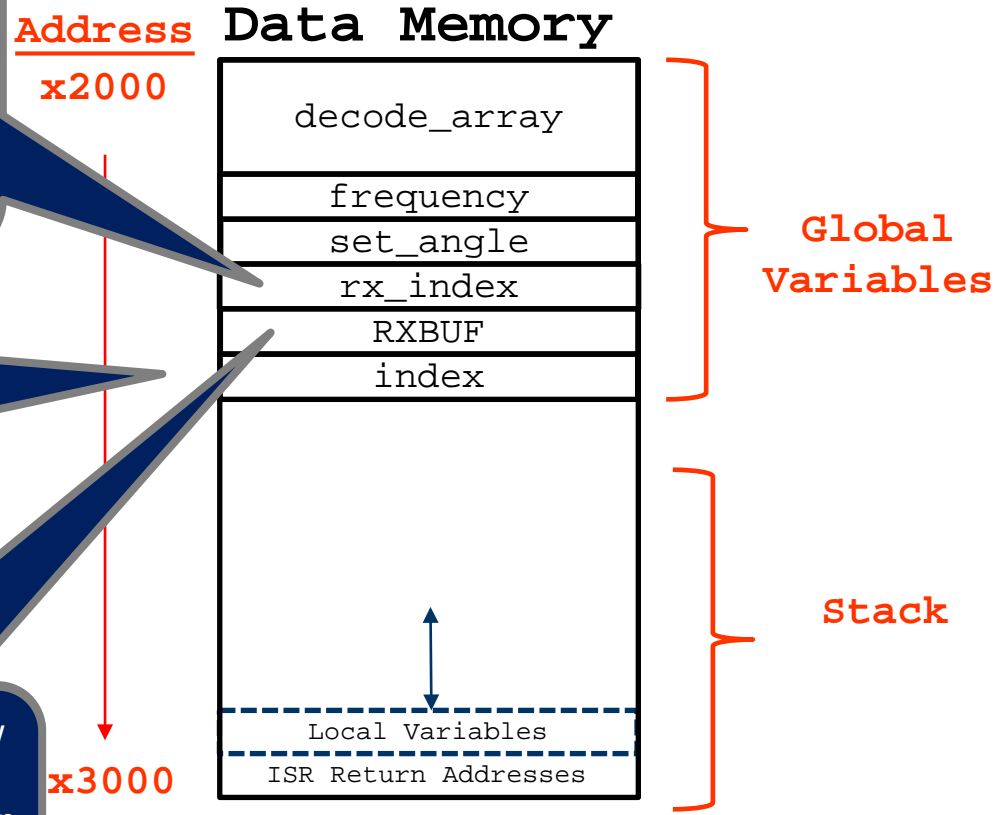 Address
Data Memory
x2000
decode_array
frequency
set_angle
rx_index
RXBUF
index
Global
Variables
Stack
Local Variables
ISR Return Addresses
x3000